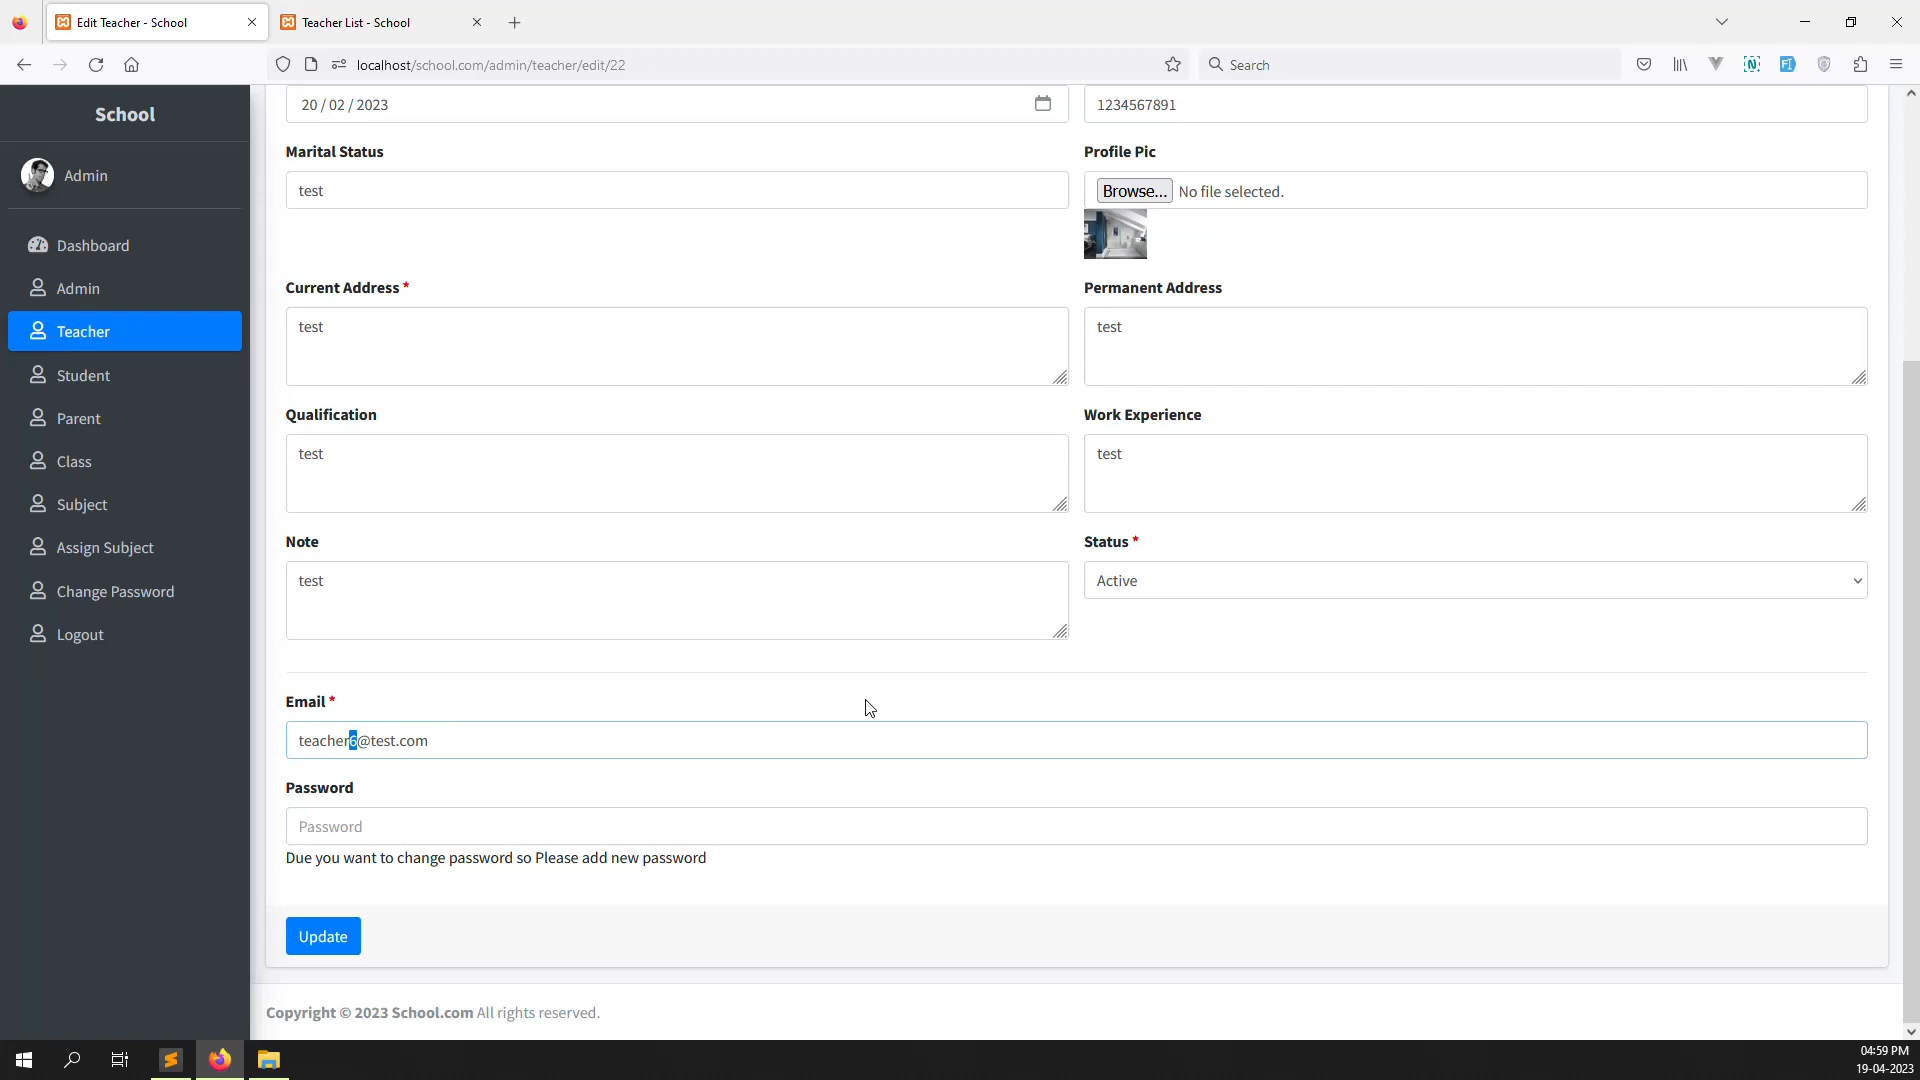 Edit Teacher - School
Teacher List - School
localhost/school.com/admin/teacher/edit/22
Search
School
Admin
Dashboard
Admin
Teacher
Student
Parent
Class
Subject
Assign Subject
Change Password
Logout
20 / 02 / 2023
1234567891
Marital Status
Profile Pic
test
Browse... No file selected.
Current Address *
Permanent Address
test
test
Qualification
Work Experience
test
test
Note
Status *
test
Active
Email *
teacher6@test.com
Password
Password
Due you want to change password so Please add new password
Update
Copyright © 2023 School.com All rights reserved.
04:59 PM
19-04-2023